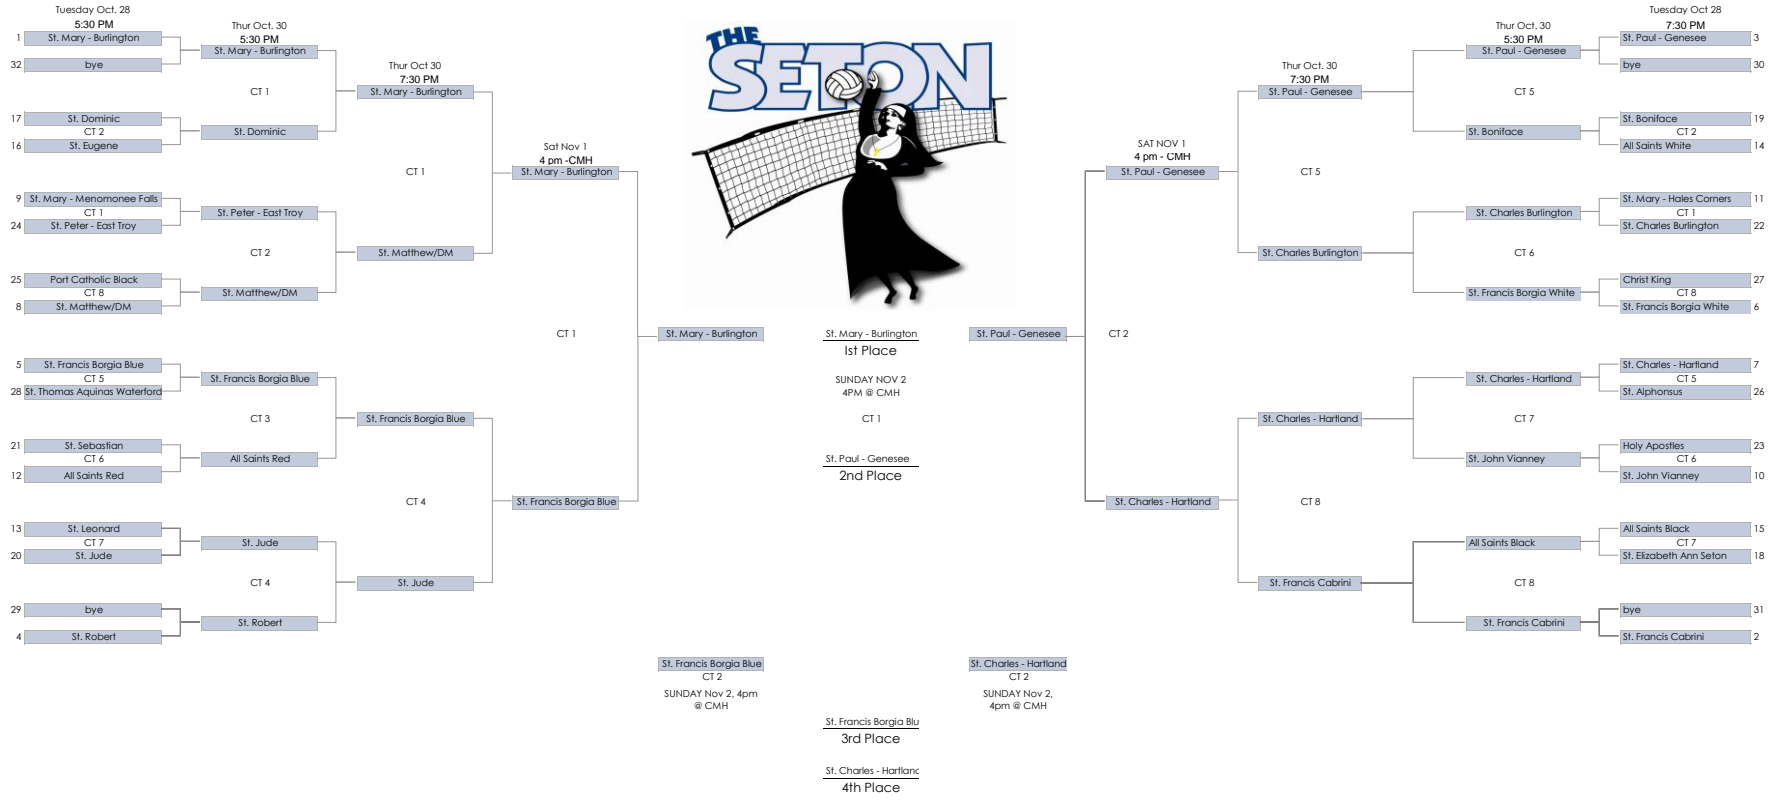 Tuesday Oct. 28
5:30 PM
1 St. Mary - Burlington
32 bye
17 St. Dominic
CT 2
16 St. Eugene
9 St. Mary - Menomonee Falls
CT 1
24 St. Peter - East Troy
25 Port Catholic Black
CT 8
8 St. Matthew/DM
5 St. Francis Borgia Blue
CT 5
28 St. Thomas Aquinas Waterford
21 St. Sebastian
CT 6
12 All Saints Red
13 St. Leonard
CT 7
20 St. Jude
29 bye
4 St. Robert
Thur Oct. 30
5:30 PM
St. Mary - Burlington
CT 1
St. Dominic
St. Peter - East Troy
CT 2
St. Matthew/DM
St. Francis Borgia Blue
CT 3
All Saints Red
St. Jude
CT 4
St. Robert
Thur Oct 30
7:30 PM
St. Mary - Burlington
CT 1
St. Matthew/DM
St. Francis Borgia Blue
CT 4
St. Jude
Sat Nov 1
4 pm -CMH
St. Mary - Burlington
CT 1
St. Francis Borgia Blue
THE
SETON
St. Mary - Burlington
St. Mary - Burlington
1st Place
SUNDAY NOV 2
4PM @ CMH
CT 1
St. Paul - Genesee
2nd Place
St. Paul - Genesee
St. Francis Borgia Blue
CT 2
SUNDAY Nov 2, 4pm
@ CMH
St. Charles - Hartland
CT 2
SUNDAY Nov 2,
4pm @ CMH
St. Francis Borgia Blu
3rd Place
St. Charles - Hartlanc
4th Place
SAT NOV 1
4 pm - CMH
St. Paul - Genesee
CT 2
St. Charles - Hartland
Thur Oct. 30
7:30 PM
St. Paul - Genesee
CT 5
St. Charles Burlington
St. Charles - Hartland
CT 8
St. Francis Cabrini
Thur Oct. 30
5:30 PM
St. Paul - Genesee
CT 5
St. Boniface
St. Charles Burlington
CT 6
St. Francis Borgia White
St. Charles - Hartland
CT 7
St. John Vianney
All Saints Black
CT 8
St. Francis Cabrini
Tuesday Oct 28
7:30 PM
St. Paul - Genesee 3
bye 30
St. Boniface 19
CT 2
All Saints White 14
St. Mary - Hales Corners 11
CT 1
St. Charles Burlington 22
Christ King 27
CT 8
St. Francis Borgia White 6
St. Charles - Hartland 7
CT 5
St. Alphonsus 26
Holy Apostles 23
CT 6
St. John Vianney 10
All Saints Black 15
CT 7
St. Elizabeth Ann Seton 18
bye 31
St. Francis Cabrini 2